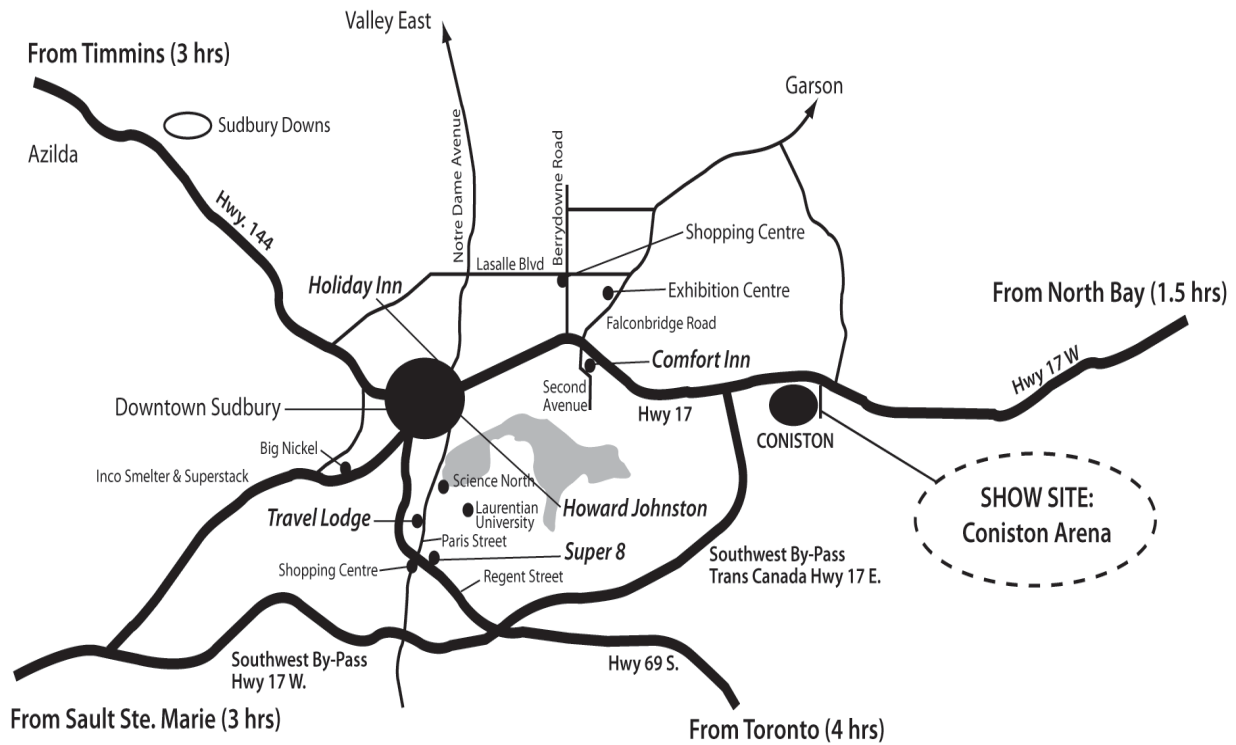 Valley East
From Timmins (3 hrs)
Garson
Sudbury Downs
Azilda
Notre Dame Avenue
Berrydowne Road
Hwy. 144
Shopping Centre
Lasalle Blvd
Holiday Inn
Exhibition Centre
From North Bay (1.5 hrs)
Falconbridge Road
Comfort Inn
Hwy 17 W
Second
Avenue
Hwy 17
Downtown Sudbury
CONISTON
Big Nickel
Inco Smelter & Superstack
Science North
SHOW SITE:
Coniston Arena
Laurentian
University
Howard Johnston
Travel Lodge
Paris Street
Super 8
Southwest By-Pass
Trans Canada Hwy 17 E.
Shopping Centre
Regent Street
Southwest By-Pass
Hwy 17 W.
Hwy 69 S.
From Sault Ste. Marie (3 hrs)
From Toronto (4 hrs)